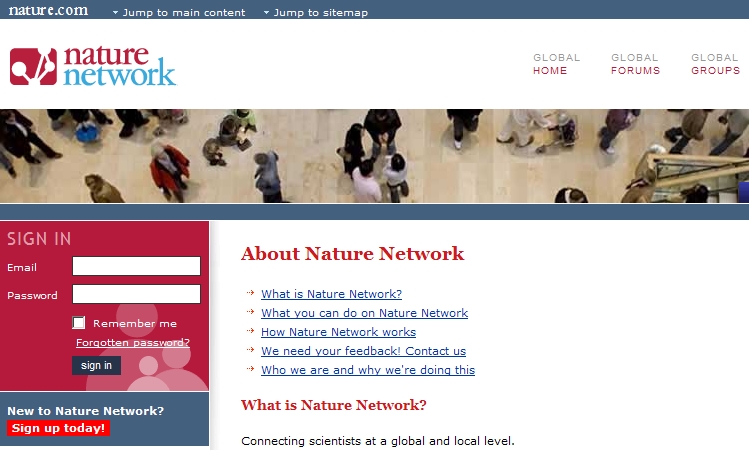 nature.com Jump to main content Jump to sitemap
nature
network
GLOBAL HOME
GLOBAL FORUMS
GLOBAL GROUPS
SIGN IN
Email
Password
Remember me
Forgotten password?
sign in
New to Nature Network?
Sign up today!
About Nature Network
What is Nature Network?
What you can do on Nature Network
How Nature Network works
We need your feedback! Contact us
Who we are and why we're doing this
What is Nature Network?
Connecting scientists at a global and local level.